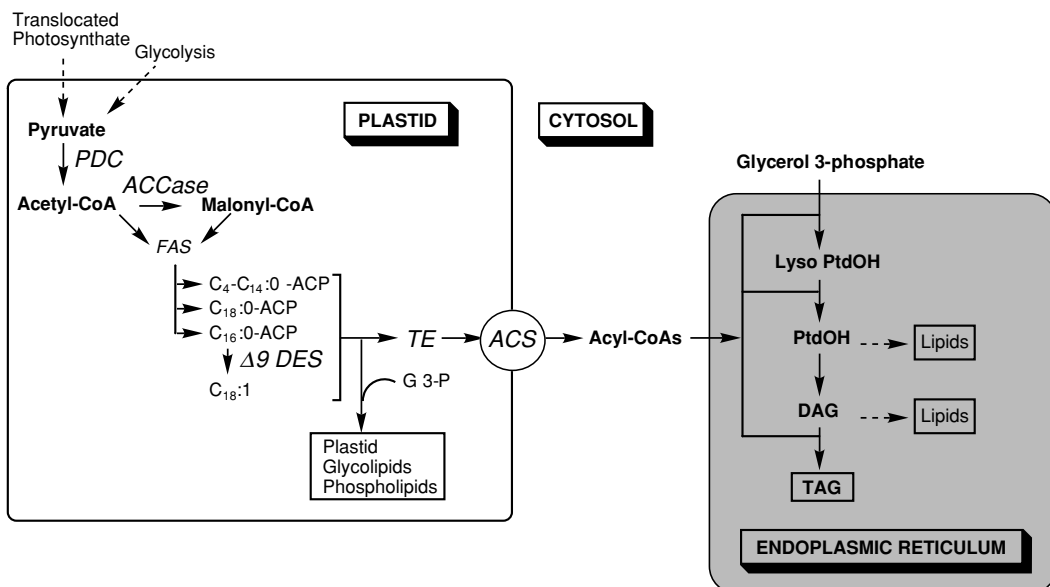 Translocated
Photosynthate
Glycolysis
PLASTID
CYTOSOL
Pyruvate
PDC
Glycerol 3-phosphate
ACCase
Acetyl-CoA
Malonyl-CoA
FAS
Lyso PtdOH
C4-C14:0 -ACP
C18:0-ACP
C16:0-ACP
TE
ACS
Acyl-CoAs
PtdOH
Lipids
Δ9 DES
C18:1
G 3-P
DAG
Lipids
Plastid
Glycolipids
Phospholipids
TAG
ENDOPLASMIC RETICULUM